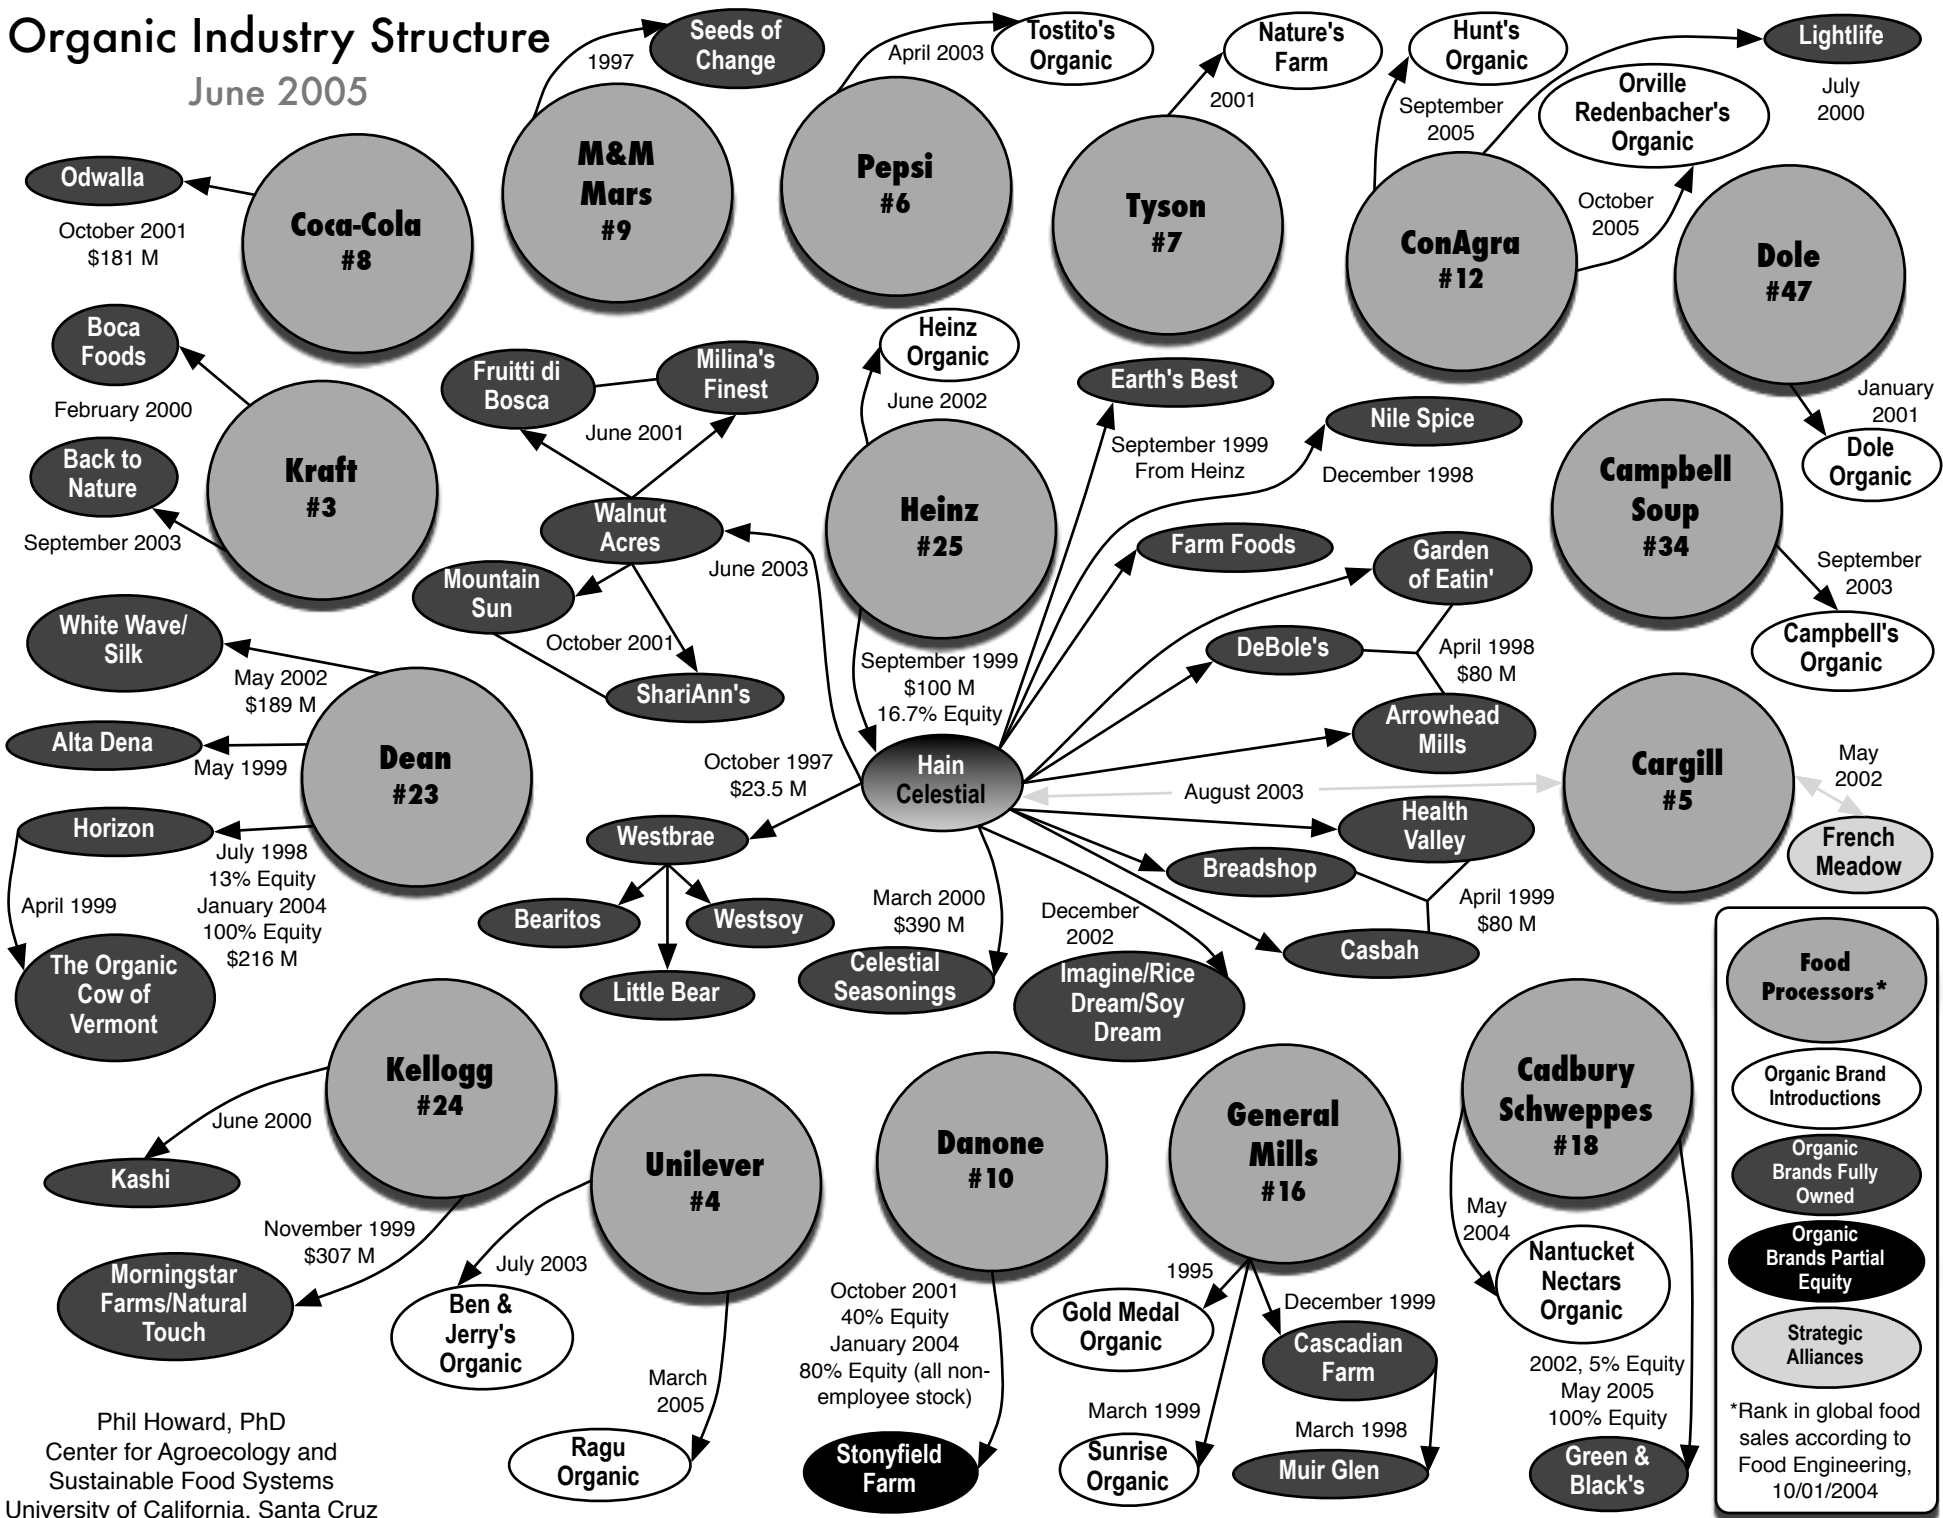 Organic Industry Structure
June 2005
1997
Seeds of
Change
M&M
Mars
#9
April 2003
Tostito's
Organic
Pepsi
#6
Nature's
Farm
2001
Tyson
#7
Hunt's
Organic
September
2005
Lightlife
July
2000
Orville
Redenbacher's
Organic
October
2005
ConAgra
#12
Dole
#47
January
2001
Dole
Organic
Odwalla
October 2001
$181 M
Coca-Cola
#8
Boca
Foods
February 2000
Back to
Nature
September 2003
Kraft
#3
Fruitti di
Bosca
Milina's
Finest
June 2001
Walnut
Acres
June 2003
Mountain
Sun
October 2001
ShariAnn's
Heinz
Organic
June 2002
Heinz
#25
September 1999
$100 M
16.7% Equity
Earth's Best
September 1999
From Heinz
Nile Spice
December 1998
Farm Foods
Garden
of Eatin'
DeBole's
April 1998
$80 M
Arrowhead
Mills
Campbell
Soup
#34
September
2003
Campbell's
Organic
White Wave/
Silk
May 2002
$189 M
Alta Dena
May 1999
Dean
#23
Horizon
July 1998
13% Equity
January 2004
100% Equity
$216 M
April 1999
The Organic
Cow of
Vermont
October 1997
$23.5 M
Hain
Celestial
August 2003
Cargill
#5
May
2002
French
Meadow
Westbrae
Bearitos
Westsoy
Little Bear
March 2000
$390 M
Celestial
Seasonings
December
2002
Imagine/Rice
Dream/Soy
Dream
Health
Valley
Breadshop
April 1999
$80 M
Casbah
Kellogg
#24
June 2000
Kashi
November 1999
$307 M
Morningstar
Farms/Natural
Touch
Unilever
#4
July 2003
Ben &
Jerry's
Organic
March
2005
Ragu
Organic
Danone
#10
October 2001
40% Equity
January 2004
80% Equity (all non-
employee stock)
Stonyfield
Farm
General
Mills
#16
1995
Gold Medal
Organic
December 1999
Cascadian
Farm
March 1999
Sunrise
Organic
March 1998
Muir Glen
Cadbury
Schweppes
#18
May
2004
Nantucket
Nectars
Organic
2002, 5% Equity
May 2005
100% Equity
Green &
Black's
Food
Processors*
Organic Brand
Introductions
Organic
Brands Fully
Owned
Organic
Brands Partial
Equity
Strategic
Alliances
*Rank in global food
sales according to
Food Engineering,
10/01/2004
Phil Howard, PhD
Center for Agroecology and
Sustainable Food Systems
University of California, Santa Cruz